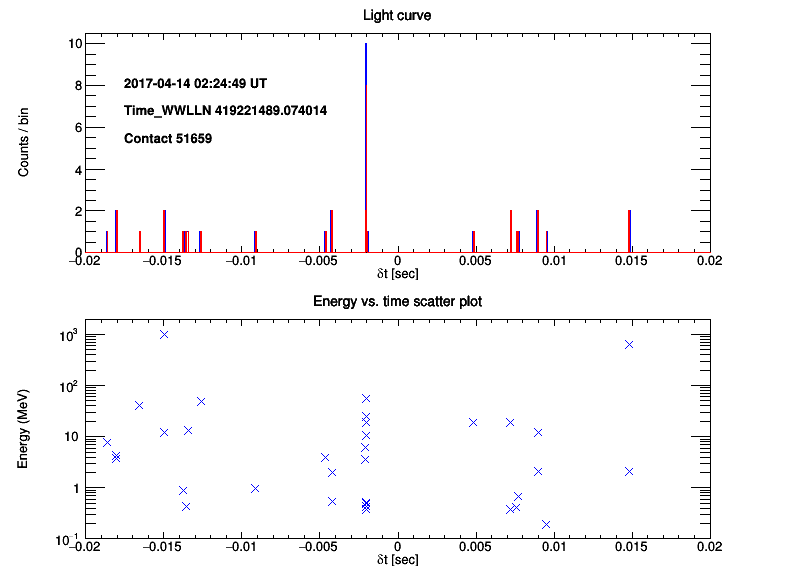 Light curve
Counts / bin
10
8
6
4
2
0
2017-04-14 02:24:49 UT
Time_WWLLN 419221489.074014
Contact 51659
−0.02 −0.015 −0.01 −0.005 0 0.005 0.01 0.015 0.02
δt [sec]
Energy vs. time scatter plot
Energy (MeV)
10³
10²
10
1
10⁻¹
−0.02 −0.015 −0.01 −0.005 0 0.005 0.01 0.015 0.02
δt [sec]